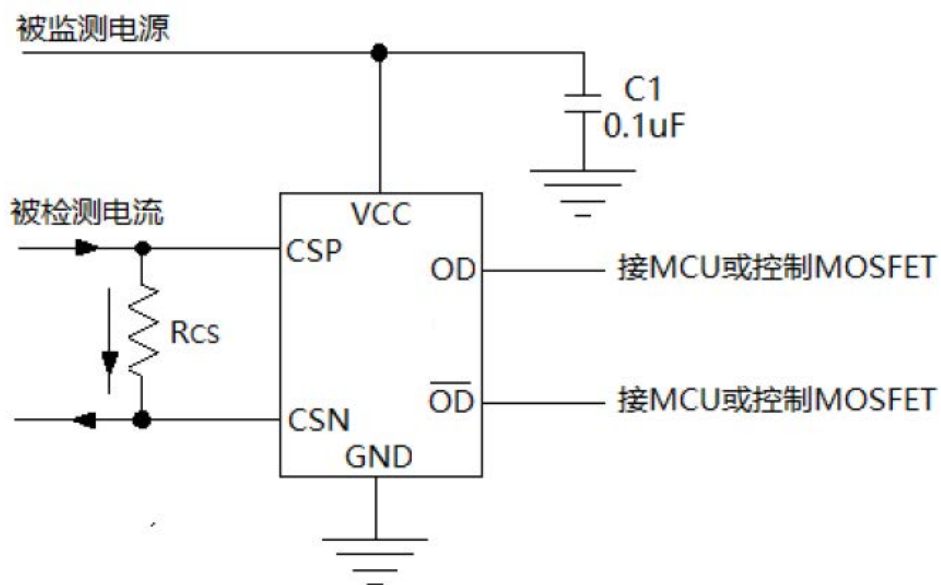 被监测电源
C1
0.1uF
被检测电流
VCC
CSP
OD
接MCU或控制MOSFET
Rcs
CSN
O̅D̅
接MCU或控制MOSFET
GND